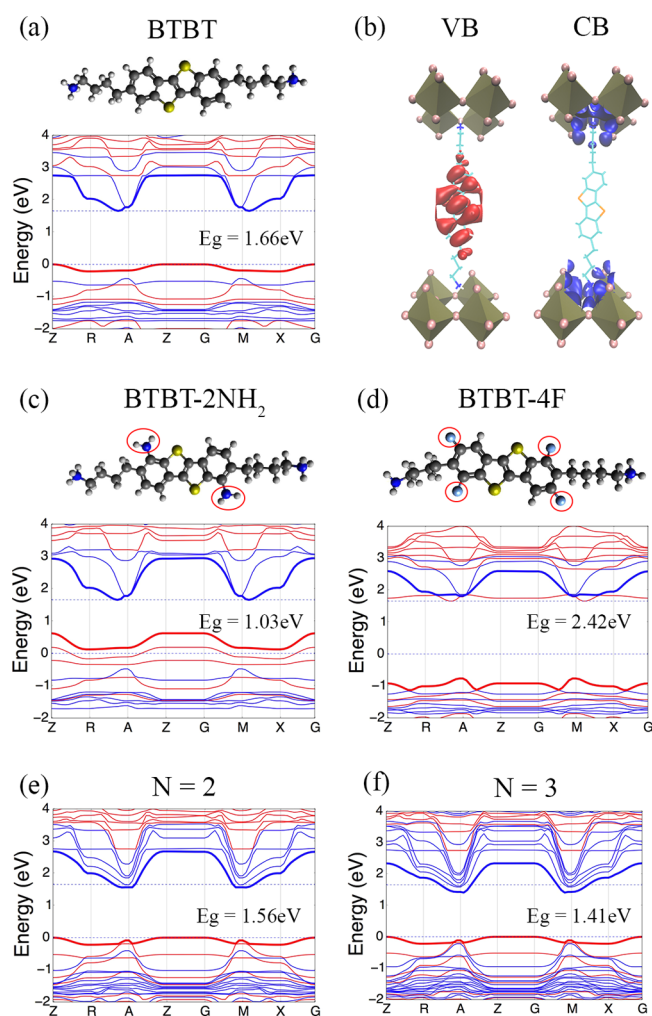 (a) BTBT
(b) VB CB
4
3
2
1
0
−1
−2
Energy (eV)
Eg = 1.66eV
Z R A Z G M X G
(c) BTBT-2NH2
(d) BTBT-4F
4
3
2
1
0
−1
−2
Energy (eV)
Eg = 1.03eV
Z R A Z G M X G
4
3
2
1
0
−1
−2
Energy (eV)
Eg = 2.42eV
Z R A Z G M X G
(e) N = 2
(f) N = 3
4
3
2
1
0
−1
−2
Energy (eV)
Eg = 1.56eV
Z R A Z G M X G
4
3
2
1
0
−1
−2
Energy (eV)
Eg = 1.41eV
Z R A Z G M X G